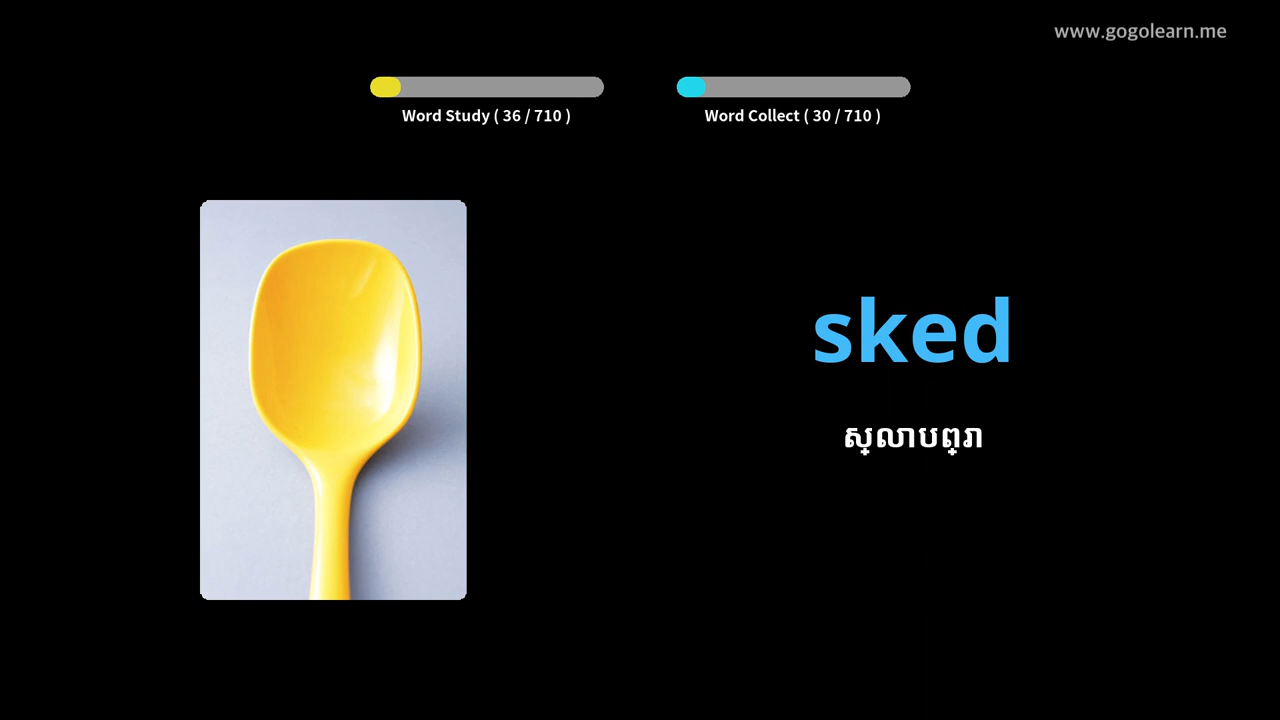 www.gogolearn.me
Word Study ( 36 / 710 )
Word Collect ( 30 / 710 )
sked
ស្លាបព្រា